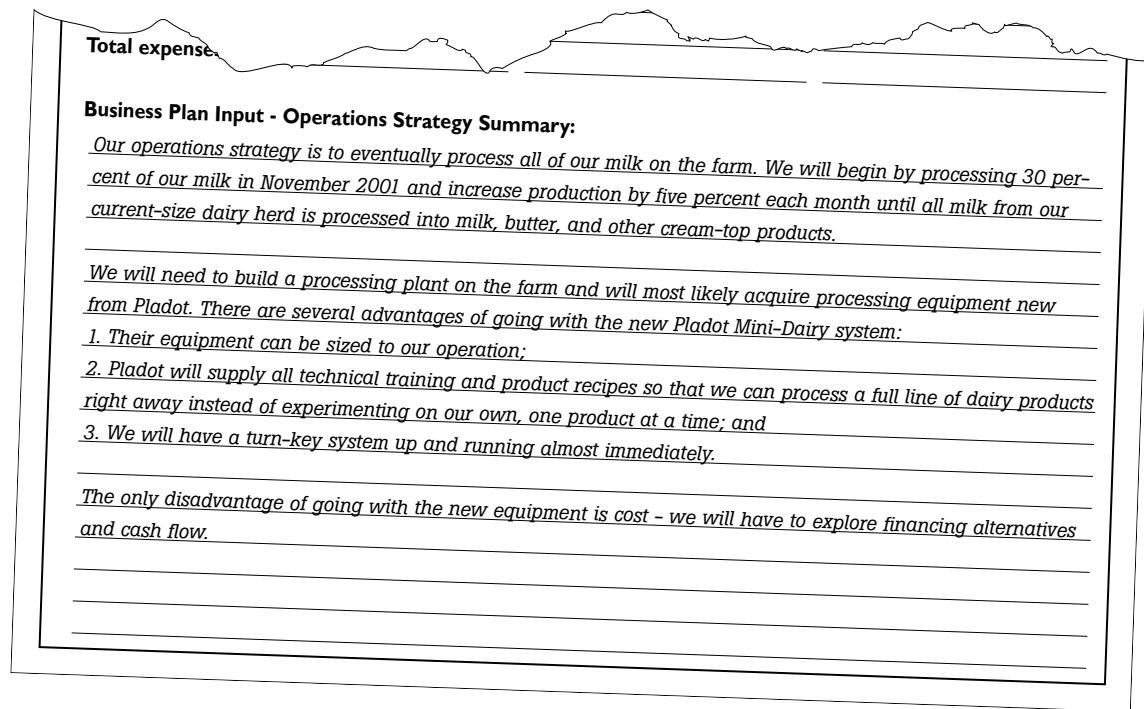 Total expense
Business Plan Input - Operations Strategy Summary:
Our operations strategy is to eventually process all of our milk on the farm. We will begin by processing 30 per-
cent of our milk in November 2001 and increase production by five percent each month until all milk from our
current-size dairy herd is processed into milk, butter, and other cream-top products.
We will need to build a processing plant on the farm and will most likely acquire processing equipment new
from Pladot. There are several advantages of going with the new Pladot Mini-Dairy system:
1. Their equipment can be sized to our operation;
2. Pladot will supply all technical training and product recipes so that we can process a full line of dairy products
right away instead of experimenting on our own, one product at a time; and
3. We will have a turn-key system up and running almost immediately.
The only disadvantage of going with the new equipment is cost – we will have to explore financing alternatives
and cash flow.